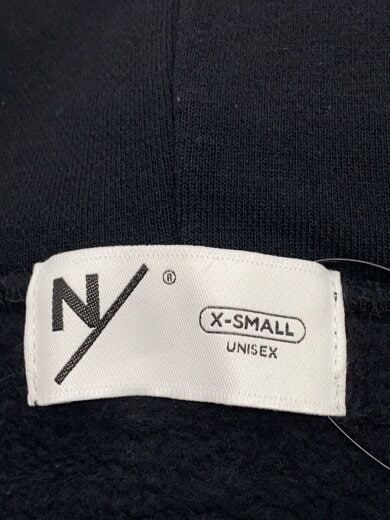 N/ ®
X-SMALL
UNISEX